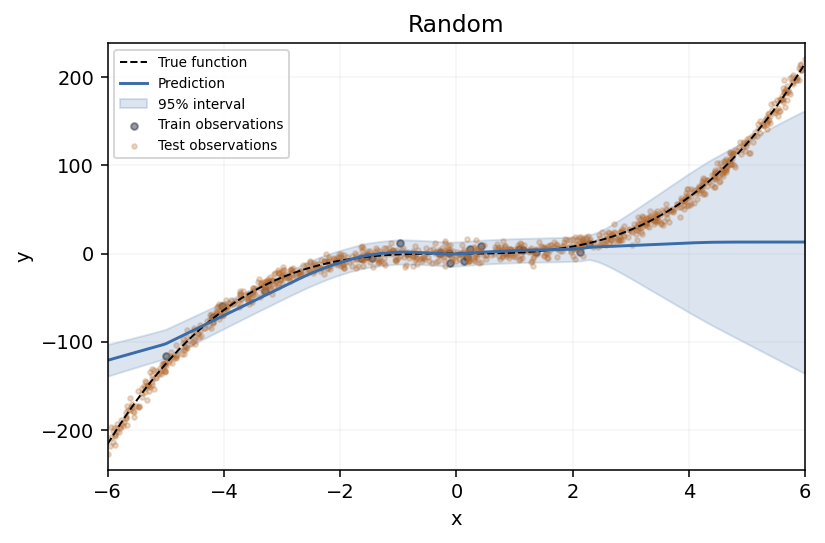 Random
True function
Prediction
95% interval
Train observations
Test observations
200
100
0
−100
−200
y
−6
−4
−2
0
2
4
6
x